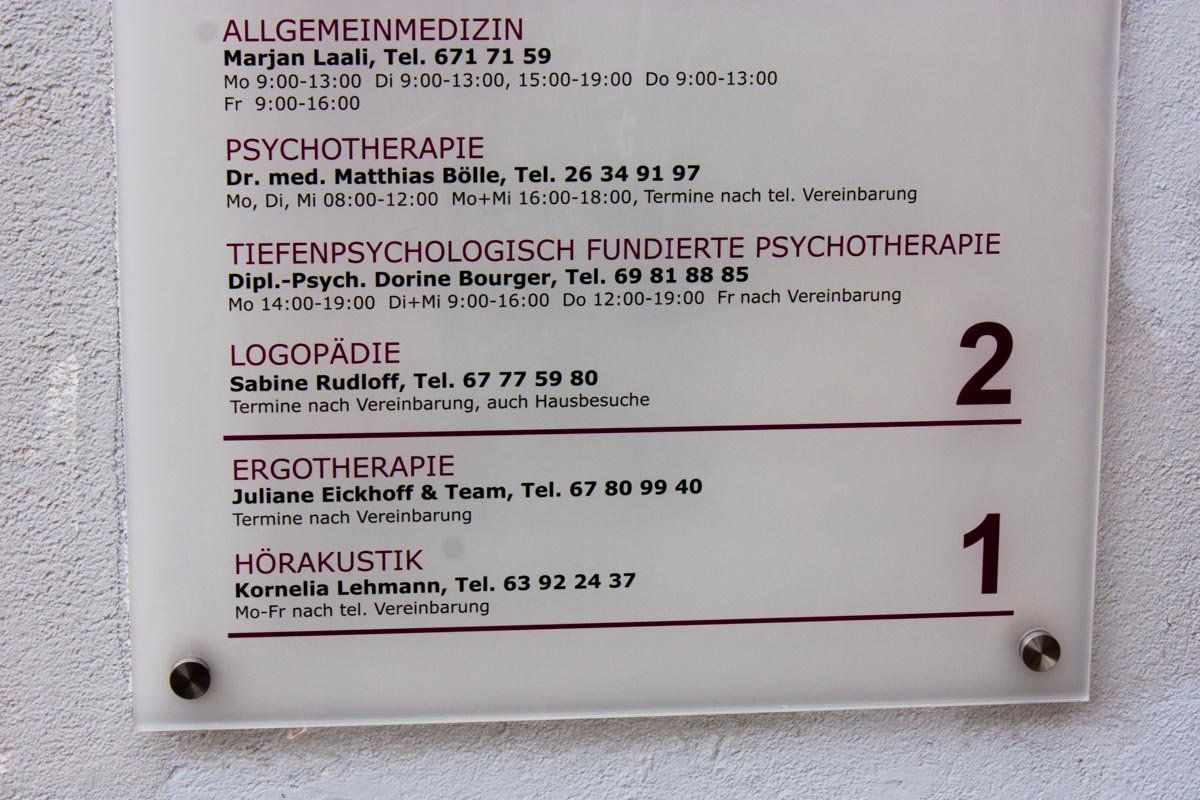 ALLGEMEINMEDIZIN
Marjan Laali, Tel. 671 71 59
Mo 9:00-13:00 Di 9:00-13:00, 15:00-19:00 Do 9:00-13:00
Fr 9:00-16:00
PSYCHOTHERAPIE
Dr. med. Matthias Bölle, Tel. 26 34 91 97
Mo, Di, Mi 08:00-12:00 Mo+Mi 16:00-18:00, Termine nach tel. Vereinbarung
TIEFENPSYCHOLOGISCH FUNDIERTE PSYCHOTHERAPIE
Dipl.-Psych. Dorine Bourger, Tel. 69 81 88 85
Mo 14:00-19:00 Di+Mi 9:00-16:00 Do 12:00-19:00 Fr nach Vereinbarung
LOGOPÄDIE
Sabine Rudloff, Tel. 67 77 59 80
Termine nach Vereinbarung, auch Hausbesuche
2
ERGOTHERAPIE
Juliane Eickhoff & Team, Tel. 67 80 99 40
Termine nach Vereinbarung
HÖRAKUSTIK
Kornelia Lehmann, Tel. 63 92 24 37
Mo-Fr nach tel. Vereinbarung
1